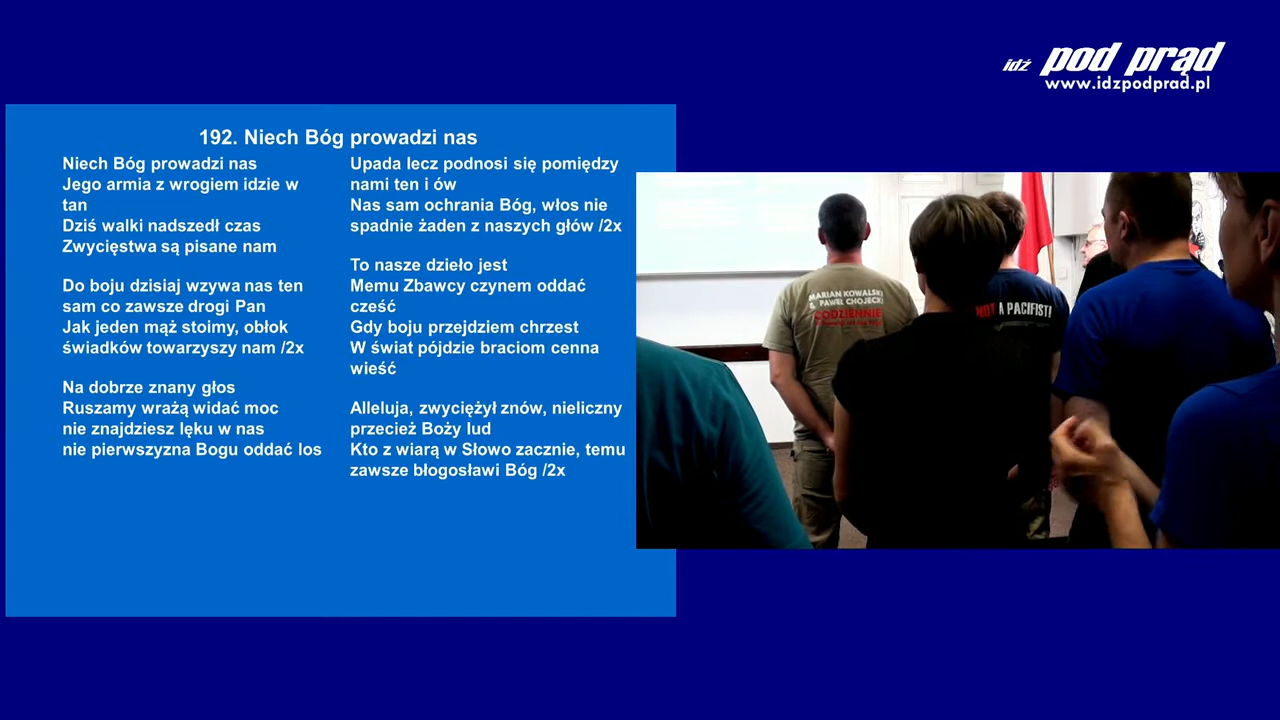 idź pod prąd
www.idzpodprad.pl
192. Niech Bóg prowadzi nas
Niech Bóg prowadzi nas
Jego armia z wrogiem idzie w
tan
Dziś walki nadszedł czas
Zwycięstwa są pisane nam
Do boju dzisiaj wzywa nas ten
sam co zawsze drogi Pan
Jak jeden mąż stoimy, obłok
świadków towarzyszy nam /2x
Na dobrze znany głos
Ruszamy wrażą widać moc
nie znajdziesz lęku w nas
nie pierwszyzna Bogu oddać los
Upada lecz podnosi się pomiędzy
nami ten i ów
Nas sam ochrania Bóg, włos nie
spadnie żaden z naszych głów /2x
To nasze dzieło jest
Memu Zbawcy czynem oddać
cześć
Gdy boju przejdziem chrzest
W świat pójdzie braciom cenna
wieść
Alleluja, zwyciężył znów, nieliczny
przecież Boży lud
Kto z wiarą w Słowo zacznie, temu
zawsze błogosławi Bóg /2x
MARIAN KOWALSKI
& PAWEŁ CHOJECKI
CODZIENNIE
NOT A PACIFIST!